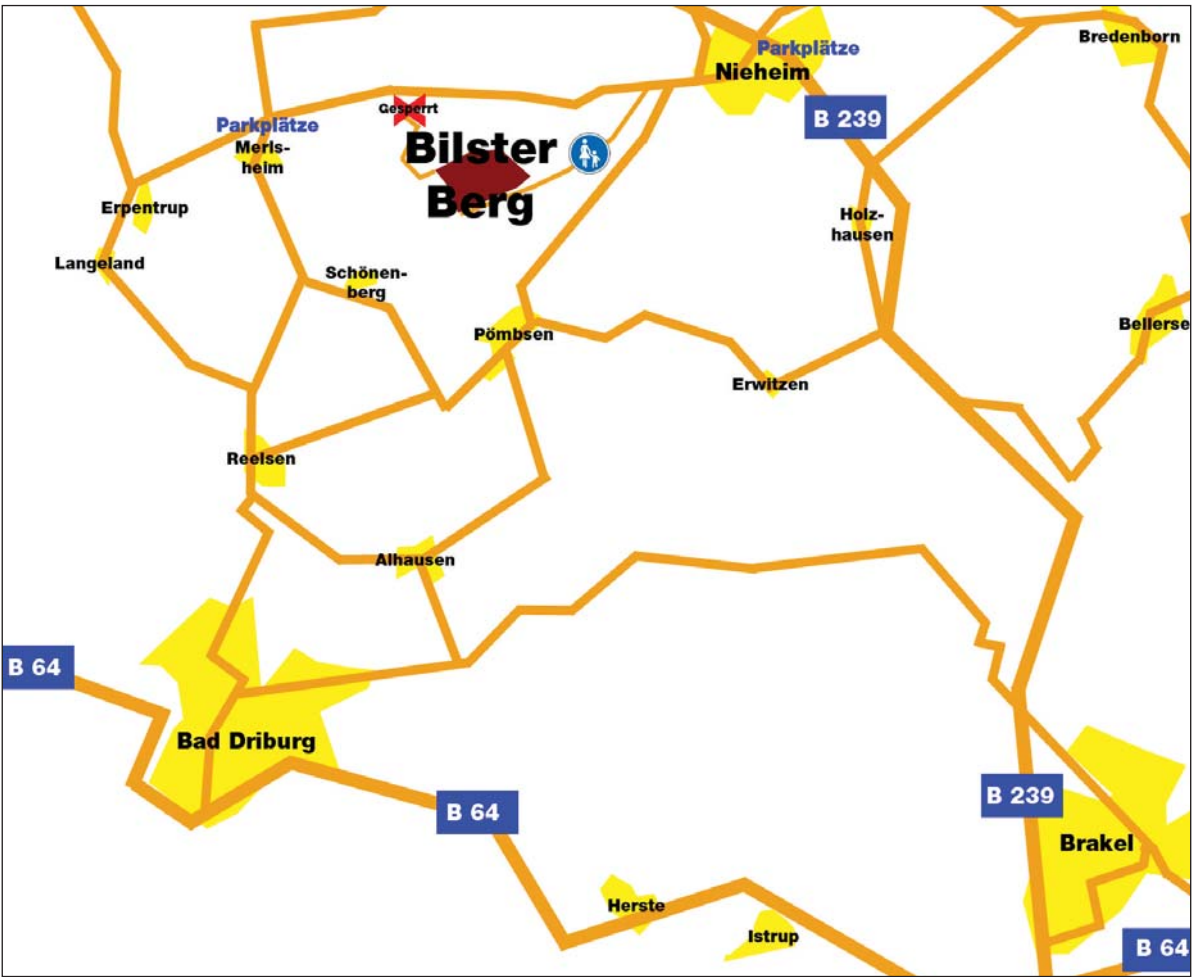 Bredenborn
Parkplätze
Nieheim
B 239
Gesperrt
Parkplätze
Merls-
heim
Bilster
Berg
Erpentrup
Holz-
hausen
Langeland
Schönen-
berg
Pömbsen
Bellerse
Erwitzen
Reelsen
Alhausen
B 64
Bad Driburg
B 64
B 239
Brakel
Herste
Istrup
B 64